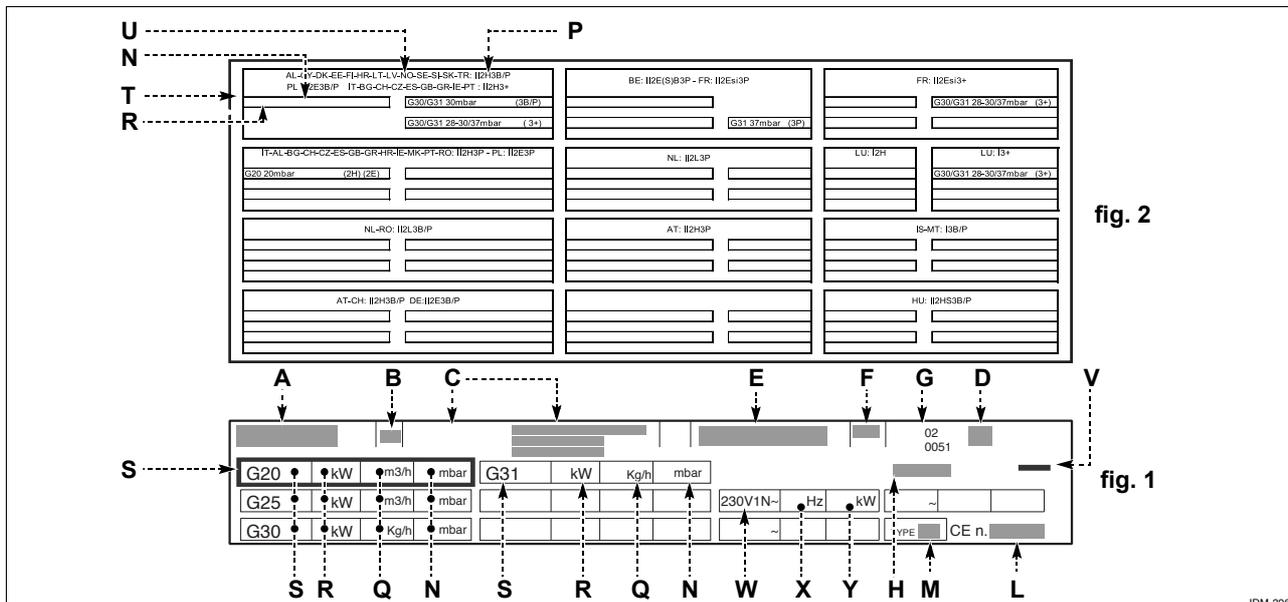 U P
N
AL-CY-DK-EE-FI-HR-LT-LV-NO-SE-SI-SK-TR: II2H3B/P
PL II2E3B/P IT-BG-CH-CZ-ES-GB-GR-IE-PT : II2H3+
BE: II2E(S)B3P - FR: II2Esi3P
FR: II2Esi3+
T
R
G30/G31 30mbar (3B/P)
G30/G31 28-30/37mbar (3+)
G30/G31 28-30/37mbar ( 3+)
G31 37mbar (3P)
IT-AL-BG-CH-CZ-ES-GB-GR-HR-IE-MK-PT-RO: II2H3P - PL: II2E3P
NL: II2L3P
LU: I2H
LU: I3+
G20 20mbar (2H) (2E)
G30/G31 28-30/37mbar (3+)
fig. 2
NL-RO: II2L3B/P
AT: II2H3P
IS-MT: I3B/P
AT-CH: II2H3B/P DE:II2E3B/P
HU: II2HS3B/P
A B C E F G D V
02
0051
S
G20 kW m3/h mbar
G31 kW Kg/h mbar
fig. 1
G25 kW m3/h mbar
230V1N~ Hz kW
~
G30 kW Kg/h mbar
~
TYPE CE n.
S R Q N S R Q N W X Y H M L